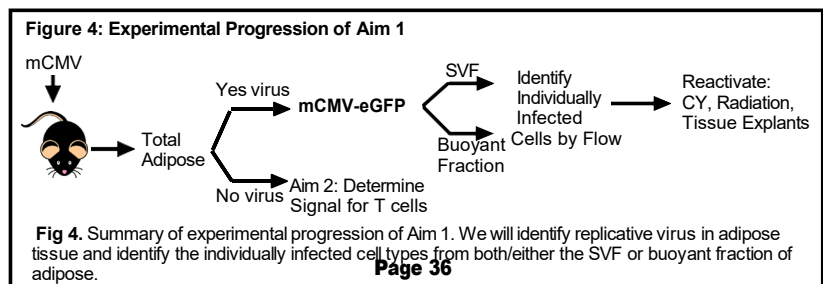 Figure 4: Experimental Progression of Aim 1
mCMV
Total
Adipose
Yes virus
No virus
mCMV-eGFP
Aim 2: Determine
Signal for T cells
SVF
Buoyant
Fraction
Identify
Individually
Infected
Cells by Flow
Reactivate:
CY, Radiation,
Tissue Explants
Fig 4. Summary of experimental progression of Aim 1. We will identify replicative virus in adipose
tissue and identify the individually infected cell types from both/either the SVF or buoyant fraction of
adipose.
Page 36